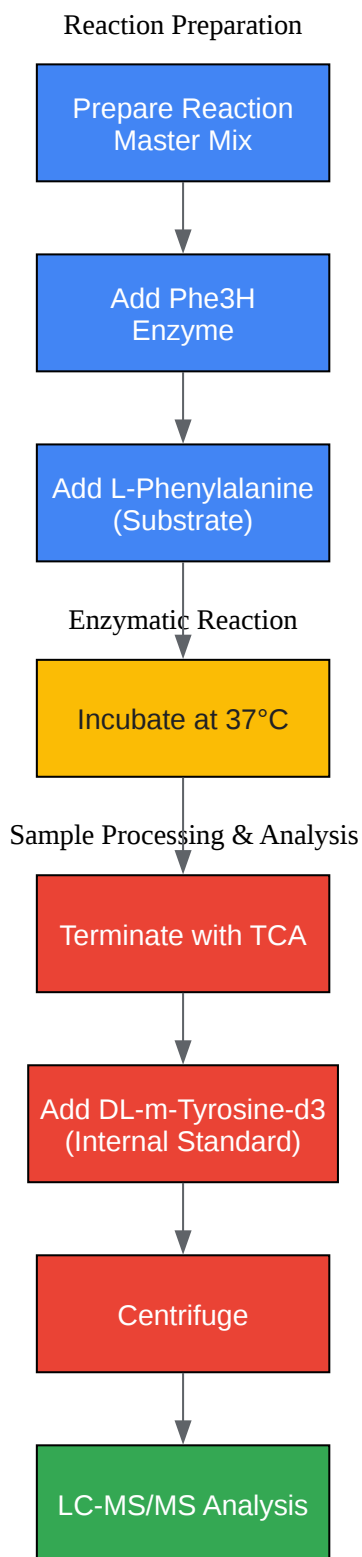 Reaction Preparation
Prepare Reaction
Master Mix
Add Phe3H
Enzyme
Add L-Phenylalanine
(Substrate)
Enzymatic Reaction
Incubate at 37°C
Sample Processing & Analysis
Terminate with TCA
Add DL-m-Tyrosine-d3
(Internal Standard)
Centrifuge
LC-MS/MS Analysis